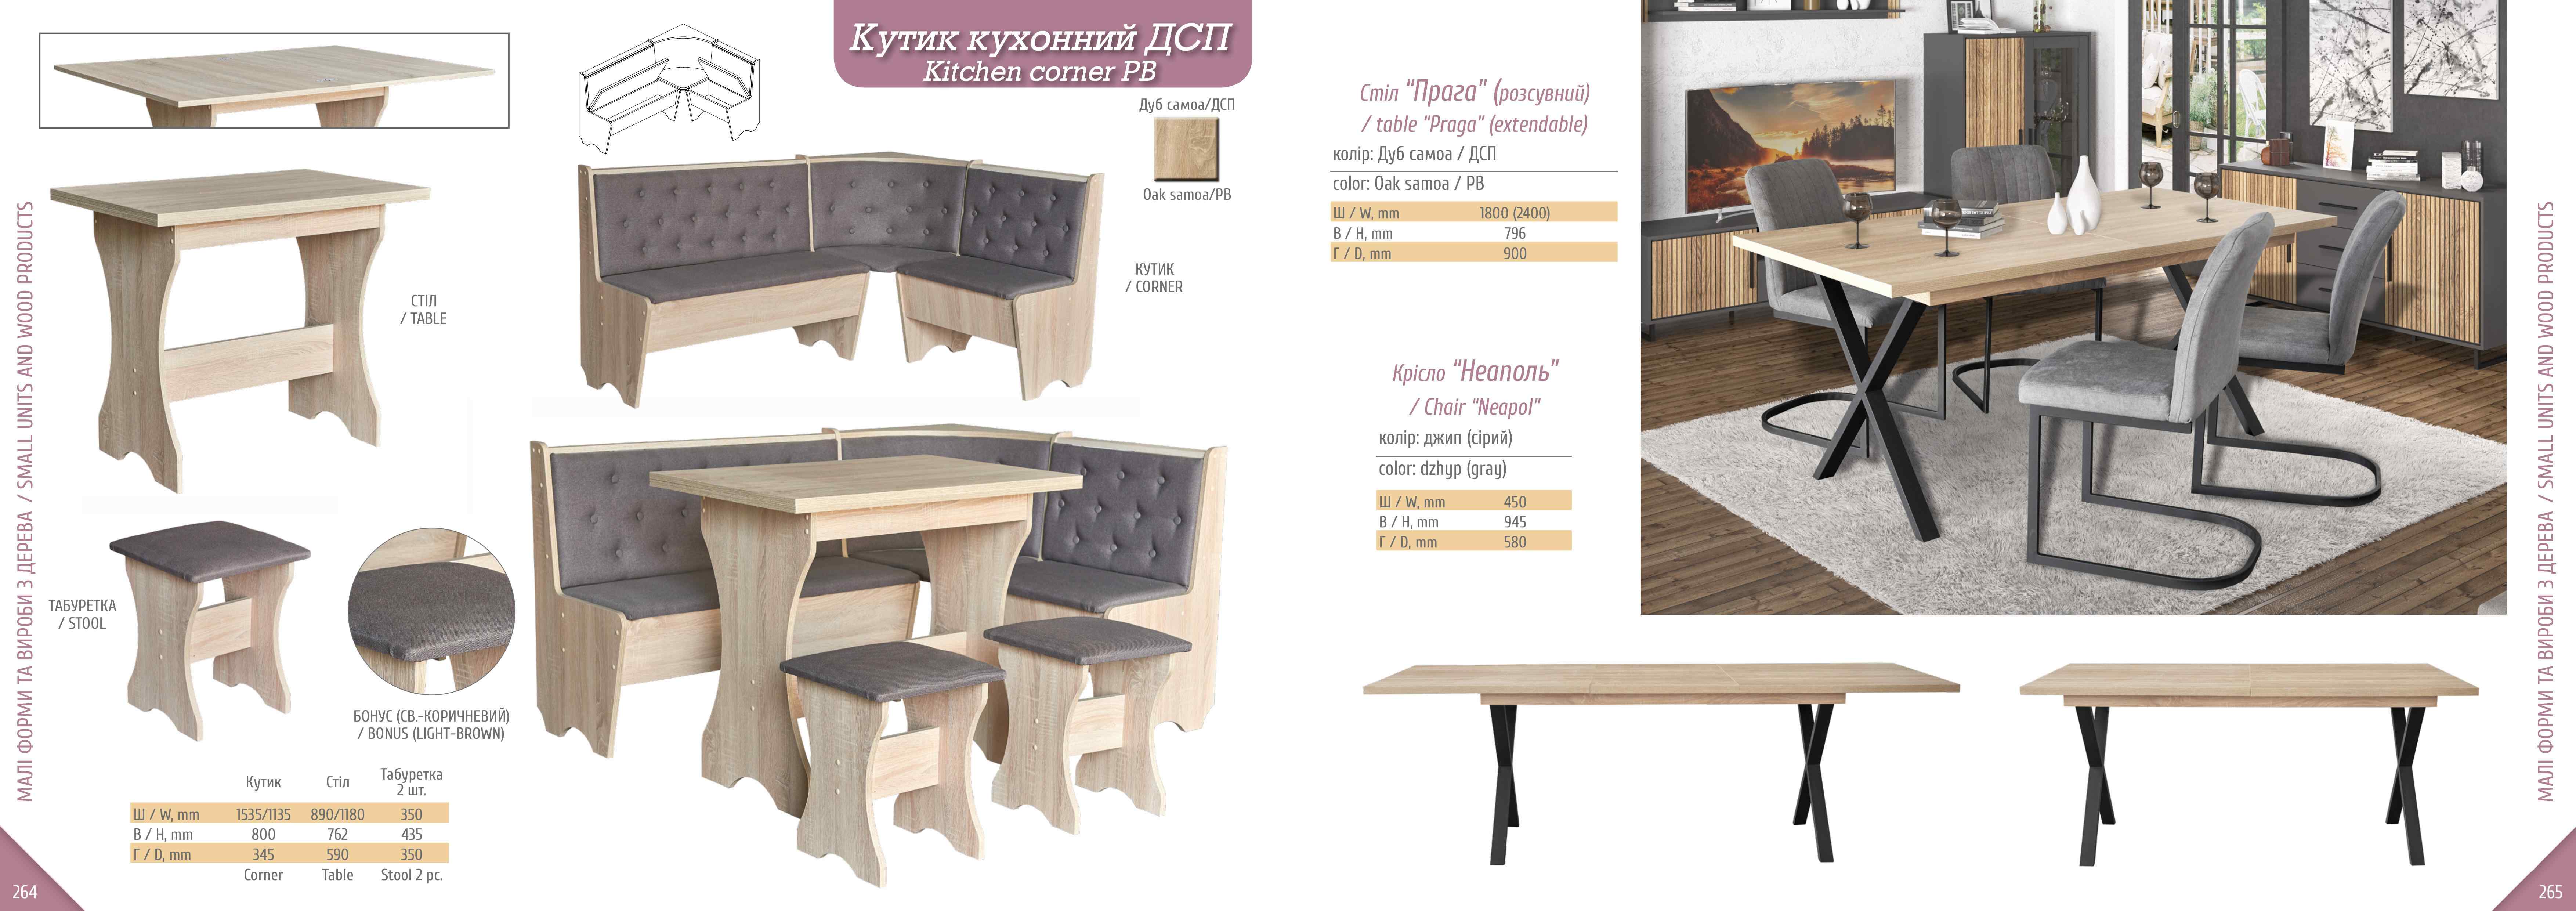 Кутик кухонний ДСП
Kitchen corner PB
Дуб самоа/ДСП
Oak samoa/PB
КУТИК
/ CORNER
СТІЛ
/ TABLE
ТАБУРЕТКА
/ STOOL
БОНУС (СВ.-КОРИЧНЕВИЙ)
/ BONUS (LIGHT-BROWN)
Кутик Стіл Табуретка
2 шт.
Ш / W, mm 1535/1135 890/1180 350
В / H, mm 800 762 435
Г / D, mm 345 590 350
Corner Table Stool 2 pc.
МАЛІ ФОРМИ ТА ВИРОБИ З ДЕРЕВА / SMALL UNITS AND WOOD PRODUCTS
264
Стіл “Прага” (розсувний)
/ table “Praga” (extendable)
колір: Дуб самоа / ДСП
color: Oak samoa / PB
Ш / W, mm 1800 (2400)
В / H, mm 796
Г / D, mm 900
Крісло “Неаполь”
/ Chair “Neapol”
колір: джип (сірий)
color: dzhyp (gray)
Ш / W, mm 450
В / H, mm 945
Г / D, mm 580
МАЛІ ФОРМИ ТА ВИРОБИ З ДЕРЕВА / SMALL UNITS AND WOOD PRODUCTS
265